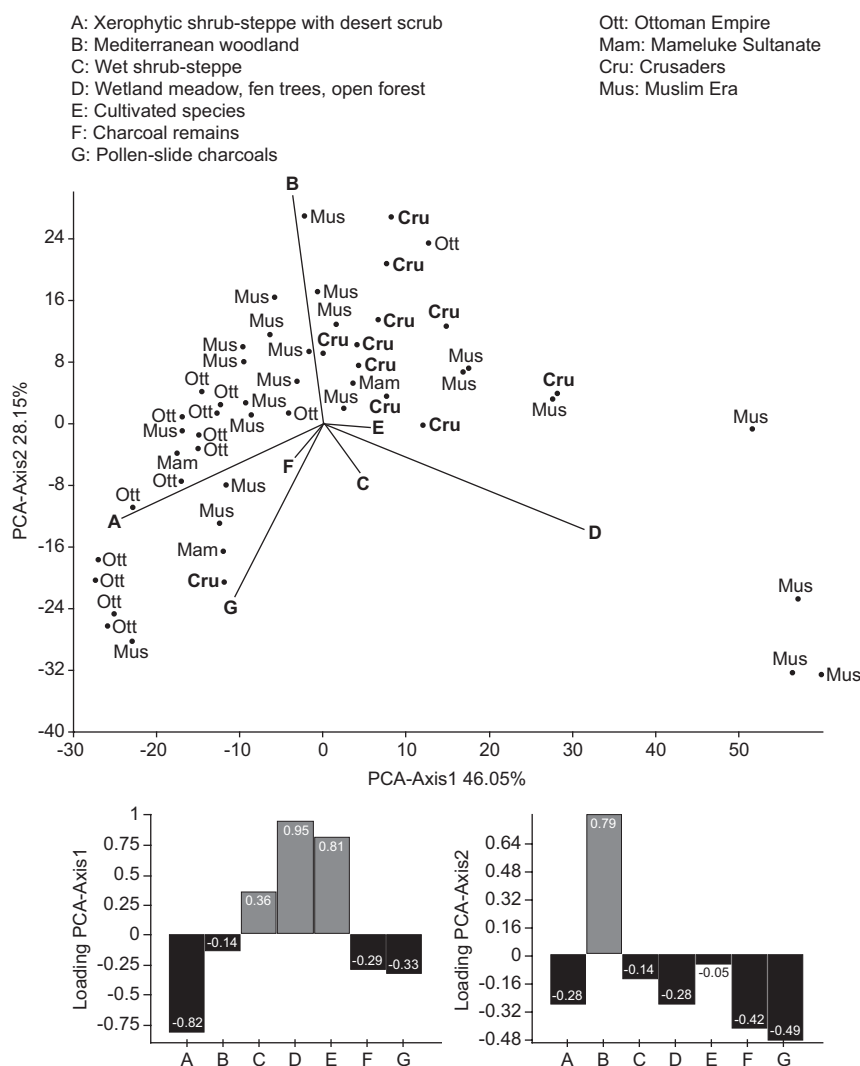 A: Xerophytic shrub-steppe with desert scrub
B: Mediterranean woodland
C: Wet shrub-steppe
D: Wetland meadow, fen trees, open forest
E: Cultivated species
F: Charcoal remains
G: Pollen-slide charcoals
Ott: Ottoman Empire
Mam: Mameluke Sultanate
Cru: Crusaders
Mus: Muslim Era
B
Mus
Cru
24
Ott
Cru
Mus
Mus
16
Mus
Cru
Cru
Mus
Cru
Cru
Mus
Mus
Mus
8
Mus
Cru
Mus
Ott
Mus
Mam
Cru
Ott
Mus
Cru
Mus
Mus
Ott
Ott
Mus
Ott
0
Mus
Ott
E
Cru
Mus
Ott
Mam
F
Ott
-8
Mus
C
Ott
A
Mus
D
-16
Mam
Ott
Cru
Ott
Mus
-24
Ott
G
Ott
Mus
Mus
-32
Mus
-40
-30
-20
-10
0
10
20
30
40
50
PCA-Axis2 28.15%
PCA-Axis1 46.05%
Loading PCA-Axis1
1
0.75
0.5
0.25
0
-0.25
-0.5
-0.75
-0.82
-0.14
0.36
0.95
0.81
-0.29
-0.33
A B C D E F G
Loading PCA-Axis2
0.64
0.48
0.32
0.16
0
-0.16
-0.32
-0.48
-0.28
0.79
-0.14
-0.28
-0.05
-0.42
-0.49
A B C D E F G